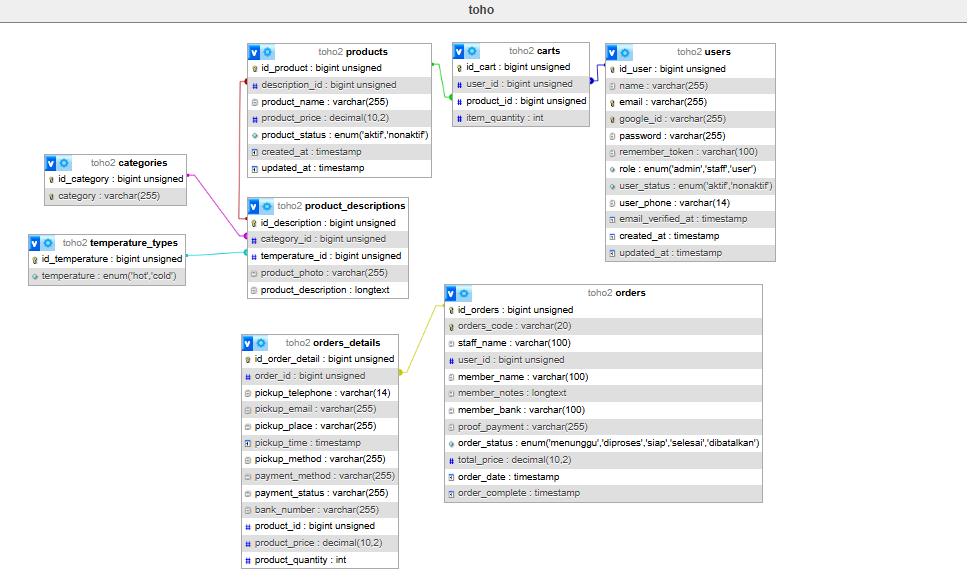 toho
toho2 products
id_product : bigint unsigned
description_id : bigint unsigned
product_name : varchar(255)
product_price : decimal(10,2)
product_status : enum('aktif','nonaktif')
created_at : timestamp
updated_at : timestamp
toho2 carts
id_cart : bigint unsigned
user_id : bigint unsigned
product_id : bigint unsigned
item_quantity : int
toho2 users
id_user : bigint unsigned
name : varchar(255)
email : varchar(255)
google_id : varchar(255)
password : varchar(255)
remember_token : varchar(100)
role : enum('admin','staff','user')
user_status : enum('aktif','nonaktif')
user_phone : varchar(14)
email_verified_at : timestamp
created_at : timestamp
updated_at : timestamp
toho2 categories
id_category : bigint unsigned
category : varchar(255)
toho2 product_descriptions
id_description : bigint unsigned
category_id : bigint unsigned
temperature_id : bigint unsigned
product_photo : varchar(255)
product_description : longtext
toho2 temperature_types
id_temperature : bigint unsigned
temperature : enum('hot','cold')
toho2 orders
id_orders : bigint unsigned
orders_code : varchar(20)
staff_name : varchar(100)
user_id : bigint unsigned
member_name : varchar(100)
member_notes : longtext
member_bank : varchar(100)
proof_payment : varchar(255)
order_status : enum('menunggu','diproses','siap','selesai','dibatalkan')
total_price : decimal(10,2)
order_date : timestamp
order_complete : timestamp
toho2 orders_details
id_order_detail : bigint unsigned
order_id : bigint unsigned
pickup_telephone : varchar(14)
pickup_email : varchar(255)
pickup_place : varchar(255)
pickup_time : timestamp
pickup_method : varchar(255)
payment_method : varchar(255)
payment_status : varchar(255)
bank_number : varchar(255)
product_id : bigint unsigned
product_price : decimal(10,2)
product_quantity : int